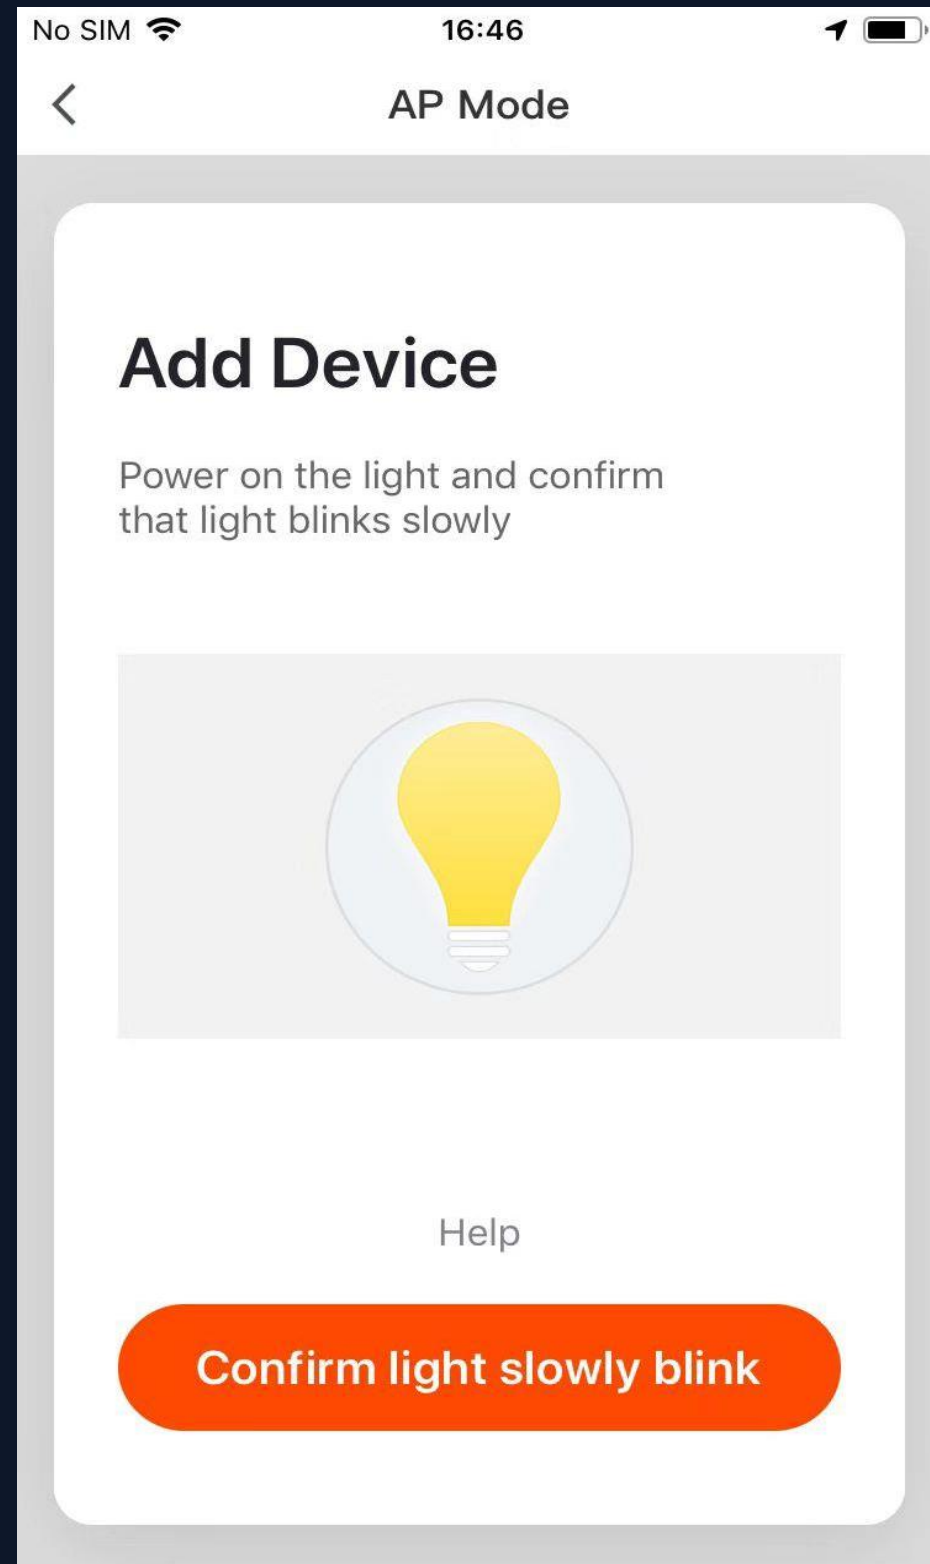 No SIM 16:46
AP Mode
Add Device
Power on the light and confirm
that light blinks slowly
Help
Confirm light slowly blink